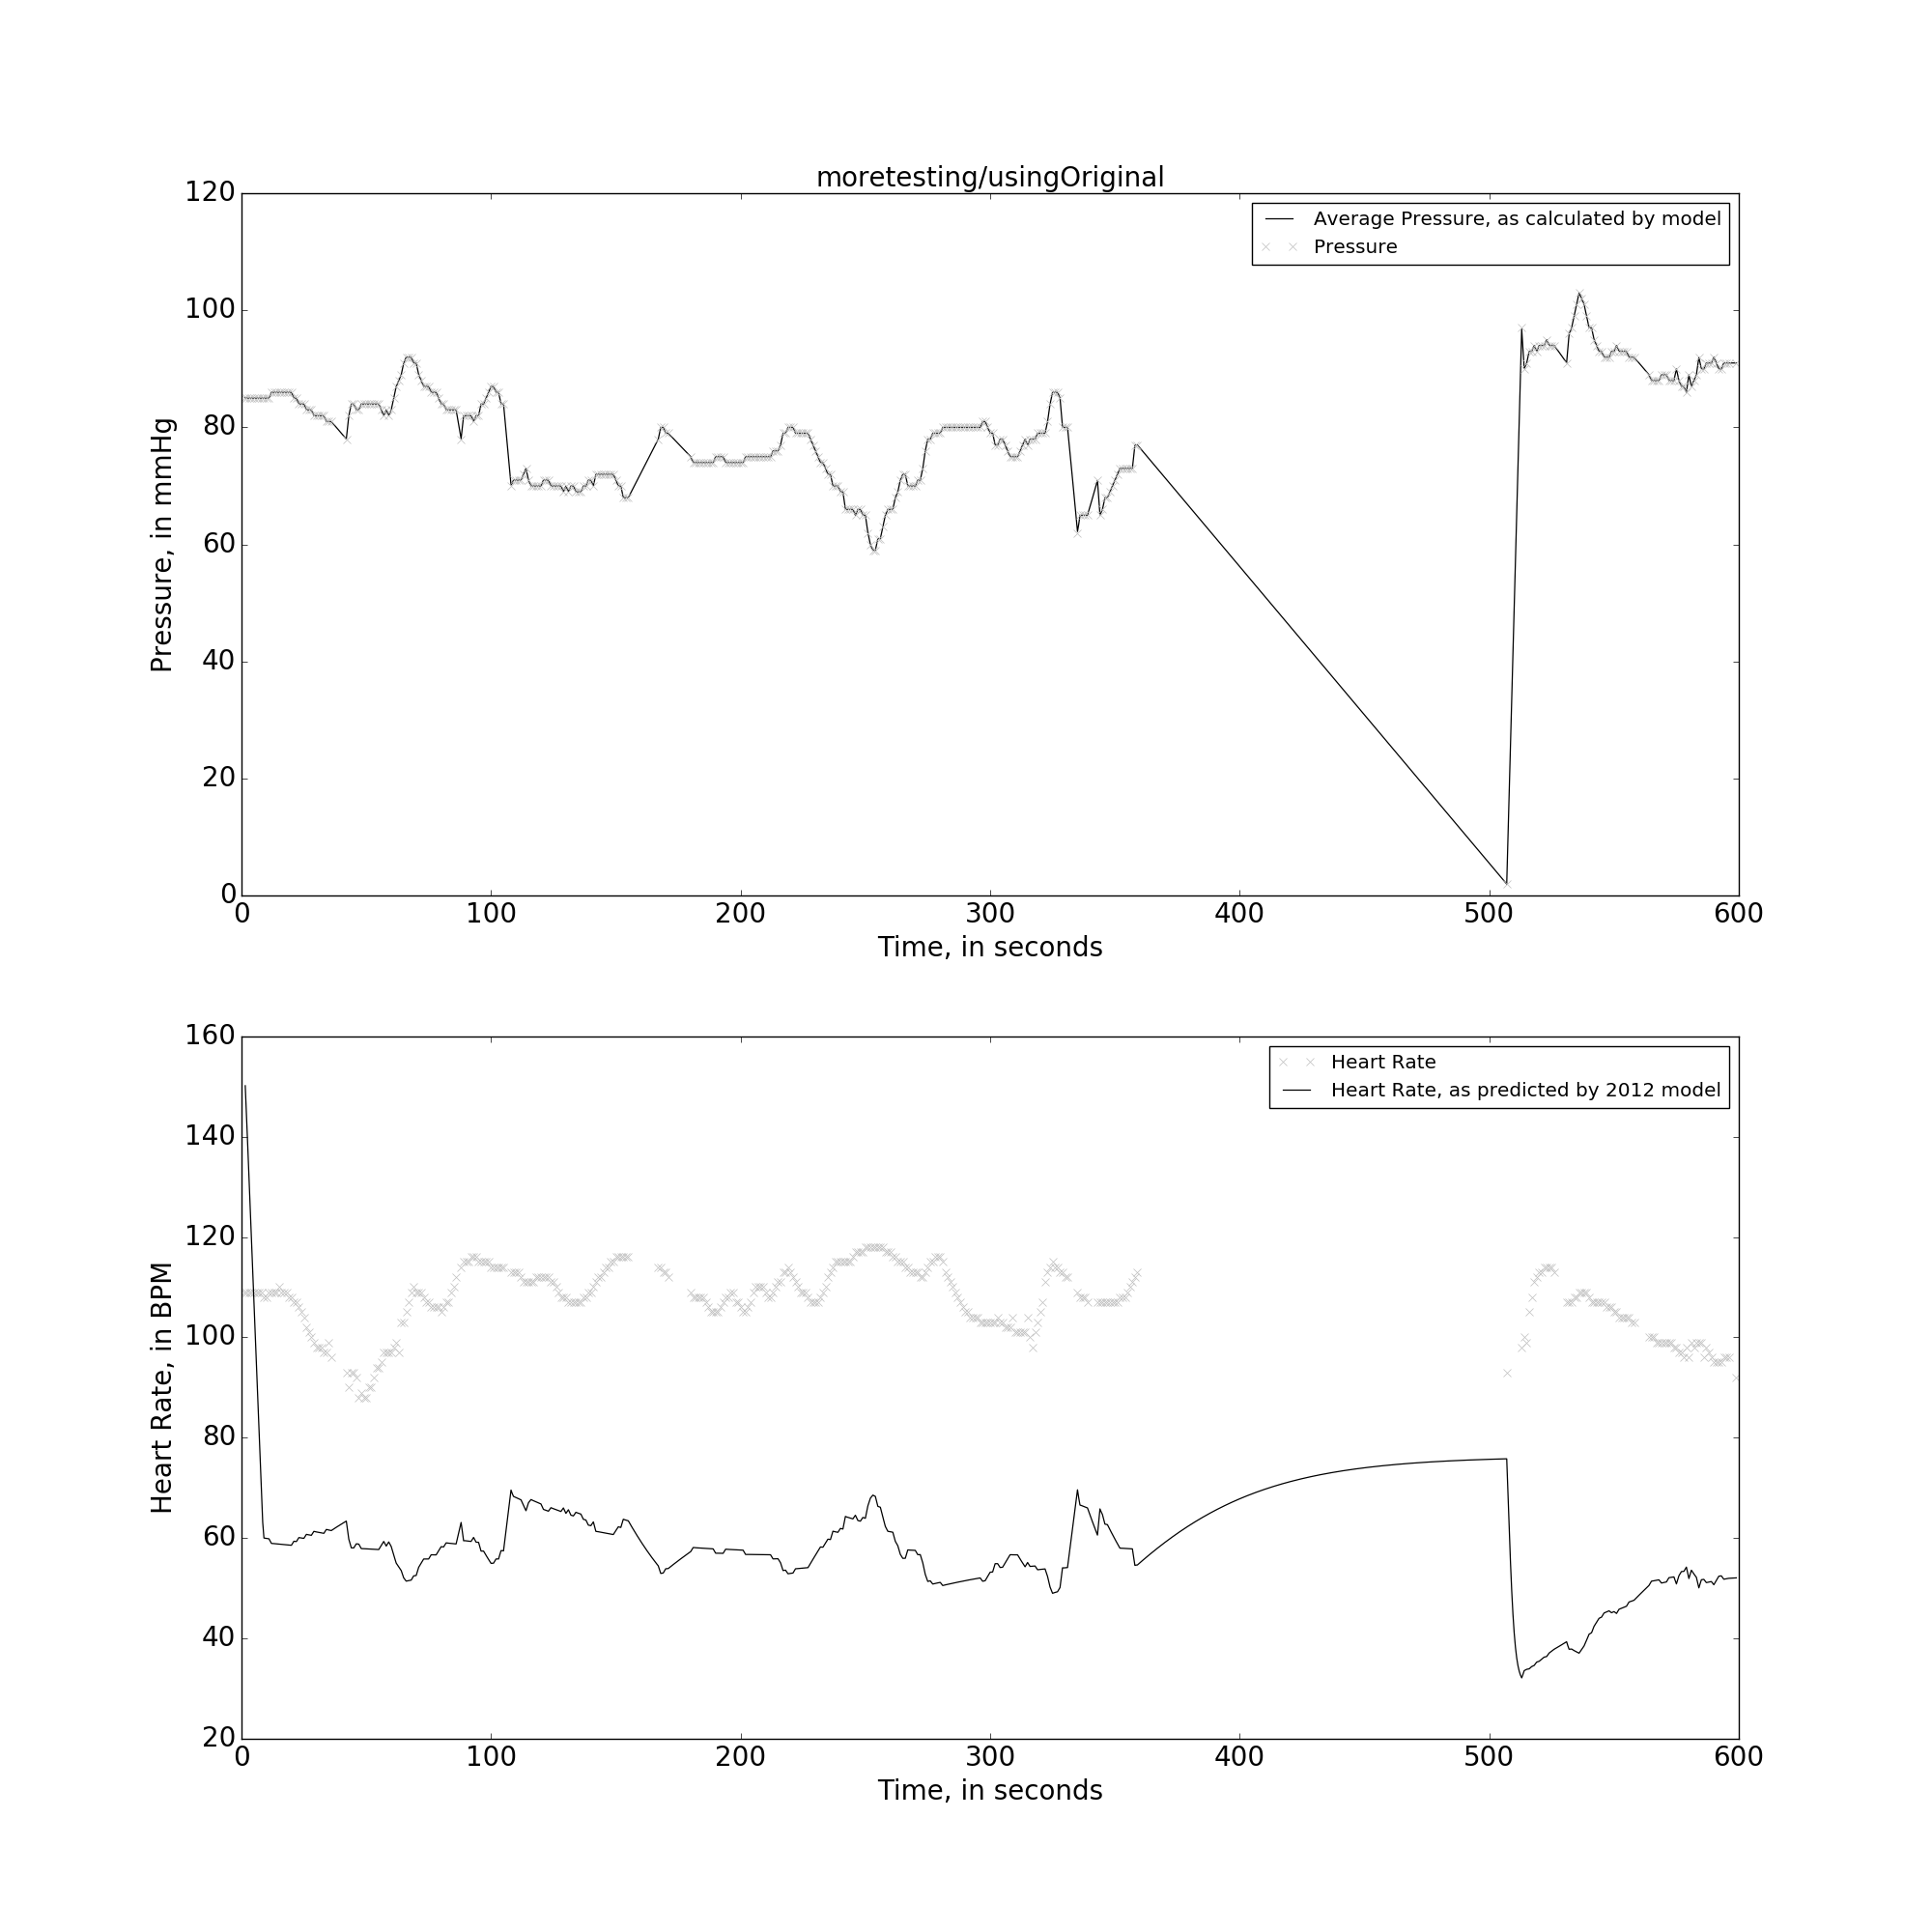 moretesting/usingOriginal
120
100
80
60
40
20
0
Pressure, in mmHg
Average Pressure, as calculated by model
Pressure
0 100 200 300 400 500 600
Time, in seconds
160
140
120
100
80
60
40
20
Heart Rate, in BPM
Heart Rate
Heart Rate, as predicted by 2012 model
0 100 200 300 400 500 600
Time, in seconds